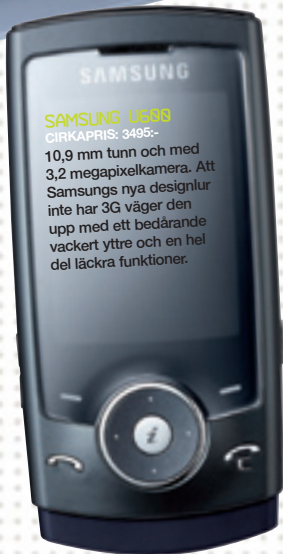 SAMSUNG
SAMSUNG U600
CIRKAPRIS: 3495:-
10,9 mm tunn och med
3,2 megapixelkamera. Att
Samsungs nya designlur
inte har 3G väger den
upp med ett bedårande
vackert yttre och en hel
del läckra funktioner.
i